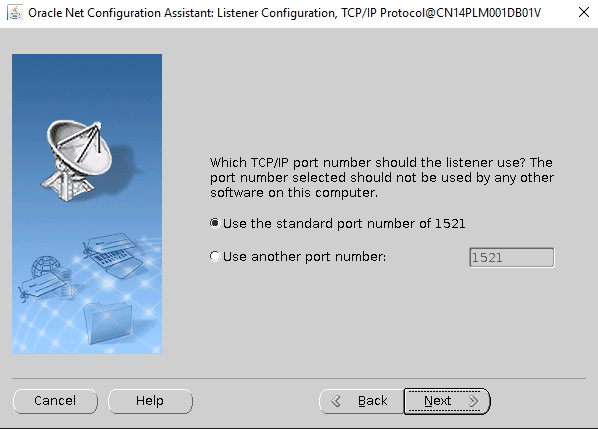 Oracle Net Configuration Assistant: Listener Configuration, TCP/IP Protocol@CN14PLM001DB01V
Which TCP/IP port number should the listener use? The
port number selected should not be used by any other
software on this computer.
Use the standard port number of 1521
Use another port number:
1521
Cancel
Help
Back
Next